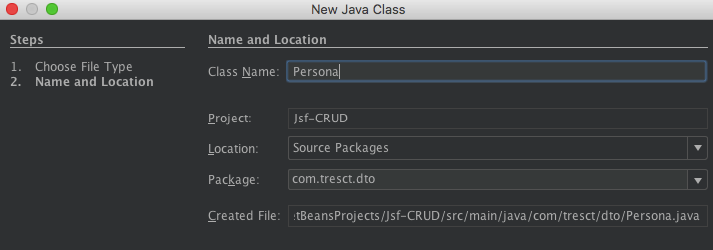 New Java Class
Steps
1. Choose File Type
2. Name and Location
Name and Location
Class Name: Persona
Project: Jsf-CRUD
Location: Source Packages
Package: com.tresct.dto
Created File: etBeansProjects/Jsf-CRUD/src/main/java/com/tresct/dto/Persona.java